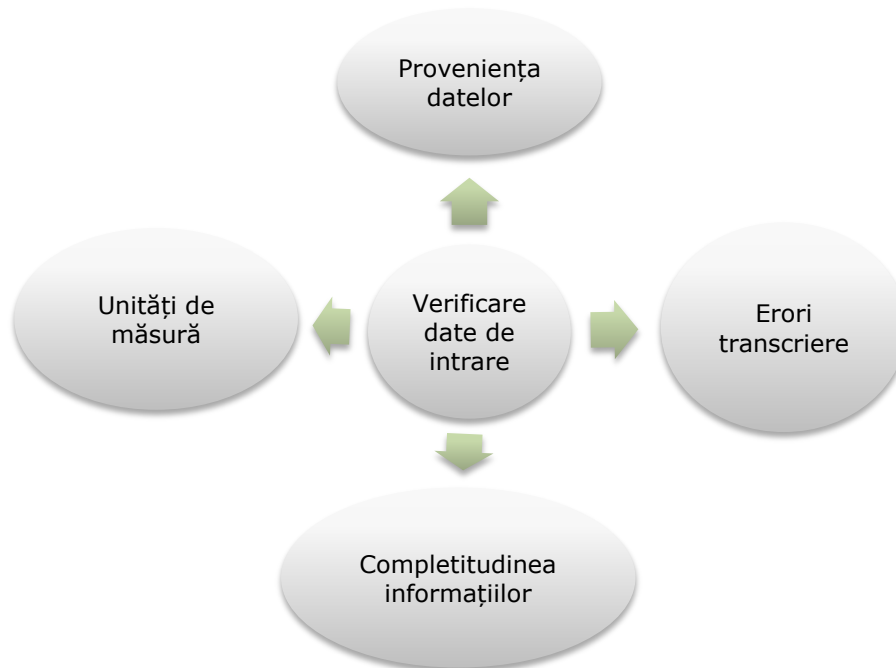 Proveniența
datelor
Unități de
măsură
Verificare
date de
intrare
Erori
transcriere
Completitudinea
informațiilor